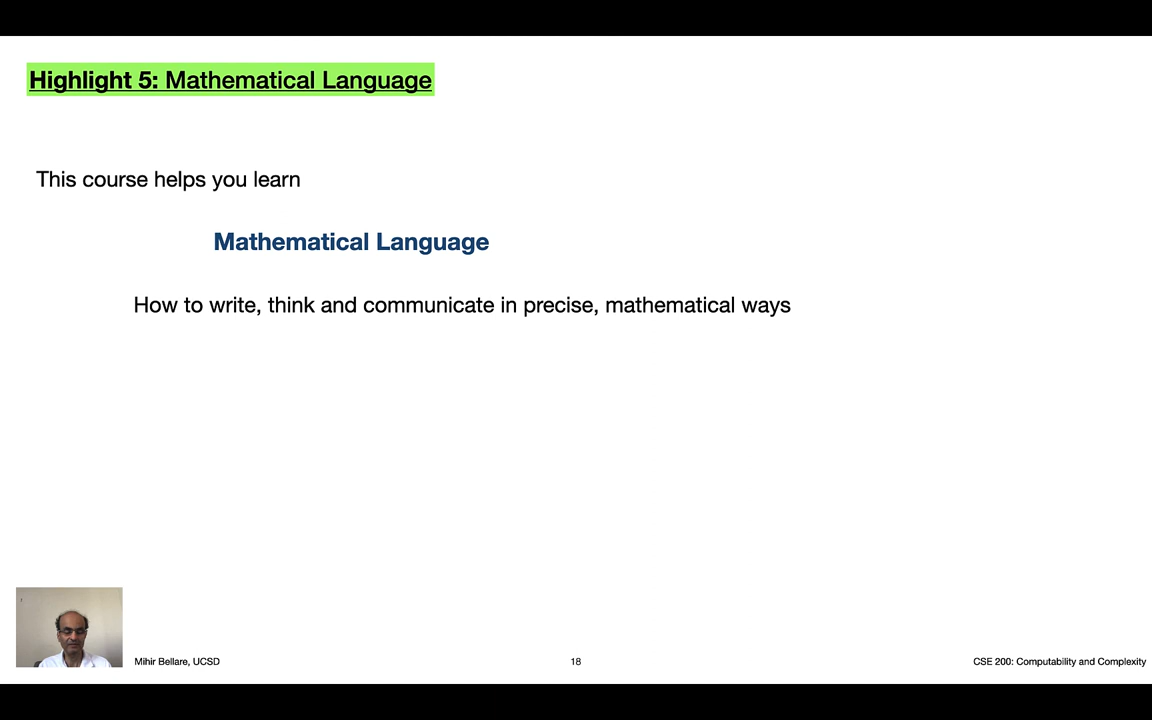 Highlight 5: Mathematical Language
This course helps you learn
Mathematical Language
How to write, think and communicate in precise, mathematical ways
Mihir Bellare, UCSD
18
CSE 200: Computability and Complexity